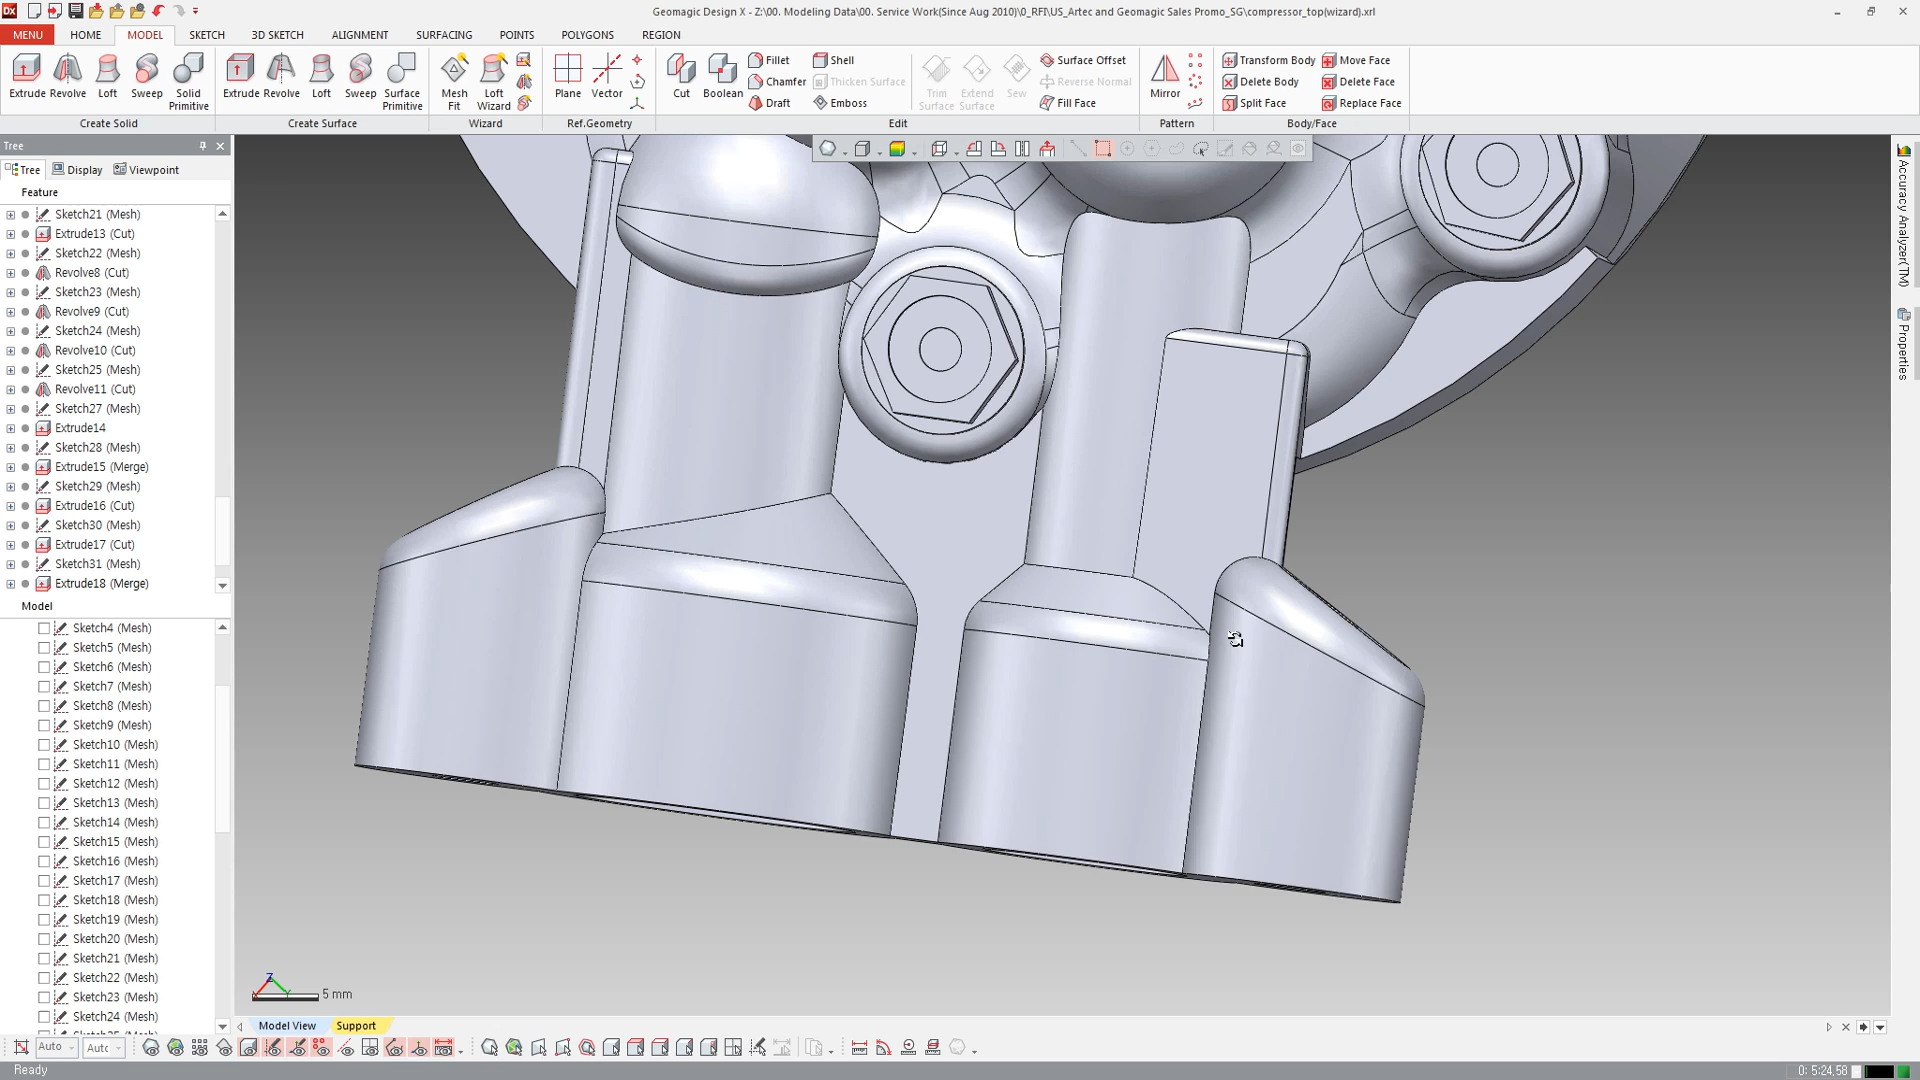 Geomagic Design X - Z:\00. Modeling Data\00. Service Work(Since Aug 2010)\0_RFI\US_Artec and Geomagic Sales Promo_SG\compressor_top(wizard).xrl
MENU HOME MODEL SKETCH 3D SKETCH ALIGNMENT SURFACING POINTS POLYGONS REGION
Extrude Revolve Loft Sweep Solid Primitive
Create Solid
Extrude Revolve Loft Sweep Surface Primitive
Create Surface
Mesh Fit Loft Wizard
Wizard
Plane Vector
Ref.Geometry
Cut Boolean Fillet Chamfer Draft Shell Thicken Surface Emboss Trim Surface Extend Surface Sew Surface Offset Reverse Normal Fill Face
Edit
Mirror
Pattern
Transform Body Delete Body Split Face Move Face Delete Face Replace Face
Body/Face
Tree
Tree Display Viewpoint
Feature
Sketch21 (Mesh)
Extrude13 (Cut)
Sketch22 (Mesh)
Revolve8 (Cut)
Sketch23 (Mesh)
Revolve9 (Cut)
Sketch24 (Mesh)
Revolve10 (Cut)
Sketch25 (Mesh)
Revolve11 (Cut)
Sketch27 (Mesh)
Extrude14
Sketch28 (Mesh)
Extrude15 (Merge)
Sketch29 (Mesh)
Extrude16 (Cut)
Sketch30 (Mesh)
Extrude17 (Cut)
Sketch31 (Mesh)
Extrude18 (Merge)
Model
Sketch4 (Mesh)
Sketch5 (Mesh)
Sketch6 (Mesh)
Sketch7 (Mesh)
Sketch8 (Mesh)
Sketch9 (Mesh)
Sketch10 (Mesh)
Sketch11 (Mesh)
Sketch12 (Mesh)
Sketch13 (Mesh)
Sketch14 (Mesh)
Sketch15 (Mesh)
Sketch16 (Mesh)
Sketch17 (Mesh)
Sketch18 (Mesh)
Sketch19 (Mesh)
Sketch20 (Mesh)
Sketch21 (Mesh)
Sketch22 (Mesh)
Sketch23 (Mesh)
Sketch24 (Mesh)
Accuracy Analyzer(TM)
Properties
Z
5 mm
Model View Support
Auto Autc
Ready
0: 5:24.58